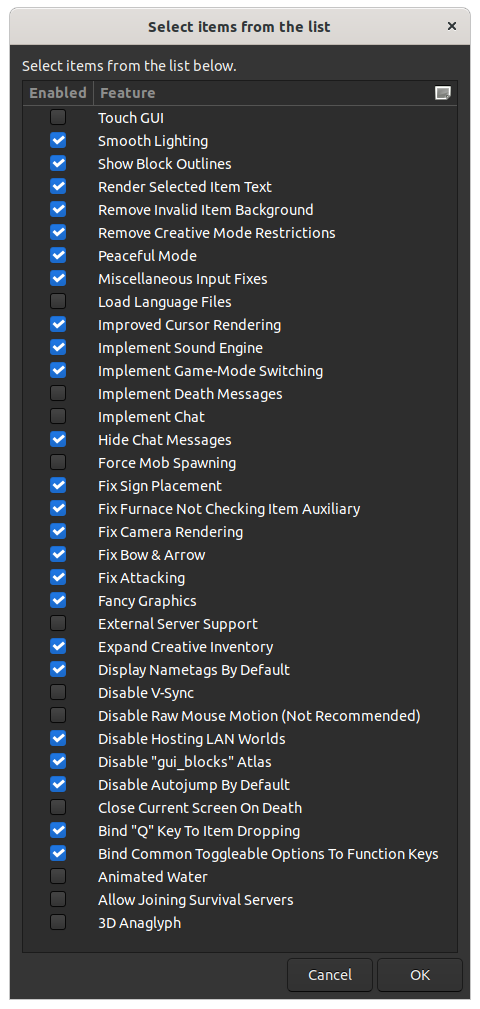 Select items from the list
Select items from the list below.
Enabled Feature
Touch GUI
Smooth Lighting
Show Block Outlines
Render Selected Item Text
Remove Invalid Item Background
Remove Creative Mode Restrictions
Peaceful Mode
Miscellaneous Input Fixes
Load Language Files
Improved Cursor Rendering
Implement Sound Engine
Implement Game-Mode Switching
Implement Death Messages
Implement Chat
Hide Chat Messages
Force Mob Spawning
Fix Sign Placement
Fix Furnace Not Checking Item Auxiliary
Fix Camera Rendering
Fix Bow & Arrow
Fix Attacking
Fancy Graphics
External Server Support
Expand Creative Inventory
Display Nametags By Default
Disable V-Sync
Disable Raw Mouse Motion (Not Recommended)
Disable Hosting LAN Worlds
Disable "gui_blocks" Atlas
Disable Autojump By Default
Close Current Screen On Death
Bind "Q" Key To Item Dropping
Bind Common Toggleable Options To Function Keys
Animated Water
Allow Joining Survival Servers
3D Anaglyph
Cancel OK